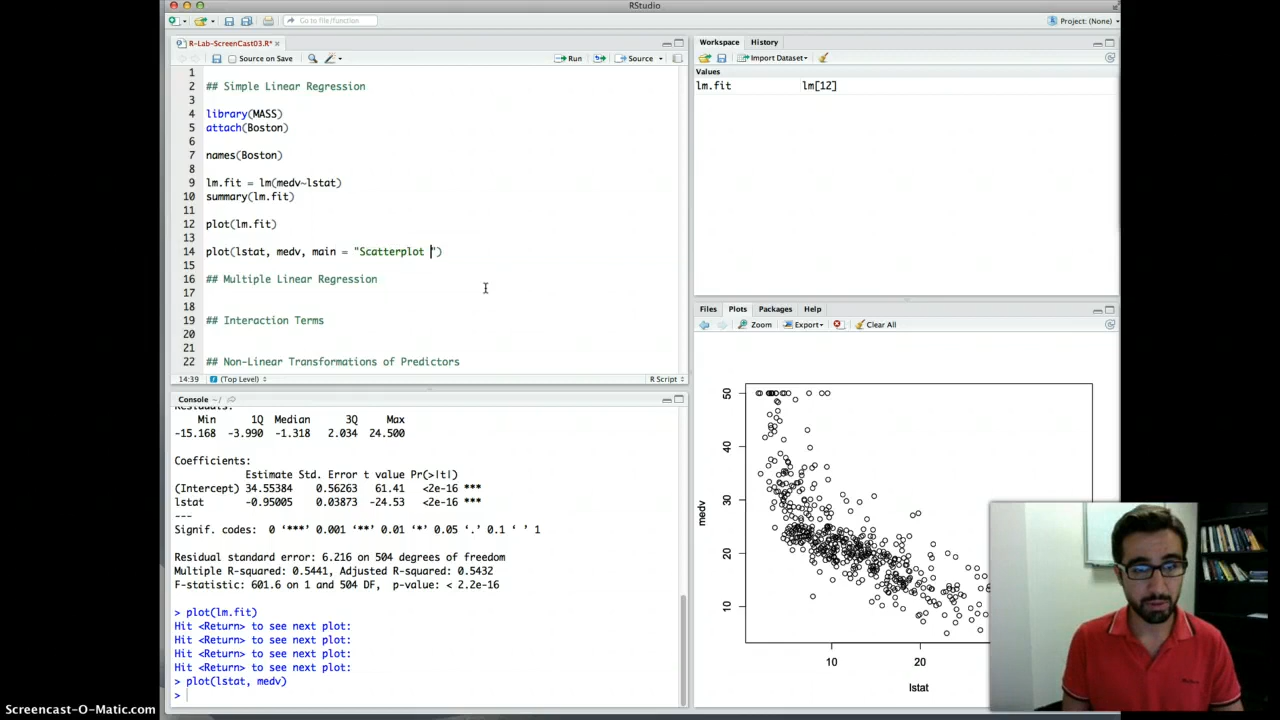 RStudio
Go to file/function
Project: (None)
R-Lab-ScreenCast03.R*
Source on Save
Run
Source
1
2 ## Simple Linear Regression
3
4 library(MASS)
5 attach(Boston)
6
7 names(Boston)
8
9 lm.fit = lm(medv~lstat)
10 summary(lm.fit)
11
12 plot(lm.fit)
13
14 plot(lstat, medv, main = "Scatterplot ")
15
16 ## Multiple Linear Regression
17
18
19 ## Interaction Terms
20
21
22 ## Non-Linear Transformations of Predictors
14:39 (Top Level) R Script
Console ~/
Residuals:
Min 1Q Median 3Q Max
-15.168 -3.990 -1.318 2.034 24.500
Coefficients:
Estimate Std. Error t value Pr(>|t|)
(Intercept) 34.55384 0.56263 61.41 <2e-16 ***
lstat -0.95005 0.03873 -24.53 <2e-16 ***
---
Signif. codes: 0 ‘***’ 0.001 ‘**’ 0.01 ‘*’ 0.05 ‘.’ 0.1 ‘ ’ 1
Residual standard error: 6.216 on 504 degrees of freedom
Multiple R-squared: 0.5441, Adjusted R-squared: 0.5432
F-statistic: 601.6 on 1 and 504 DF, p-value: < 2.2e-16
> plot(lm.fit)
Hit <Return> to see next plot:
Hit <Return> to see next plot:
Hit <Return> to see next plot:
Hit <Return> to see next plot:
> plot(lstat, medv)
>
Workspace History
Import Dataset
Values
lm.fit lm[12]
Files Plots Packages Help
Zoom Export Clear All
50
40
30
20
10
medv
10 20
lstat
Screencast-O-Matic.com